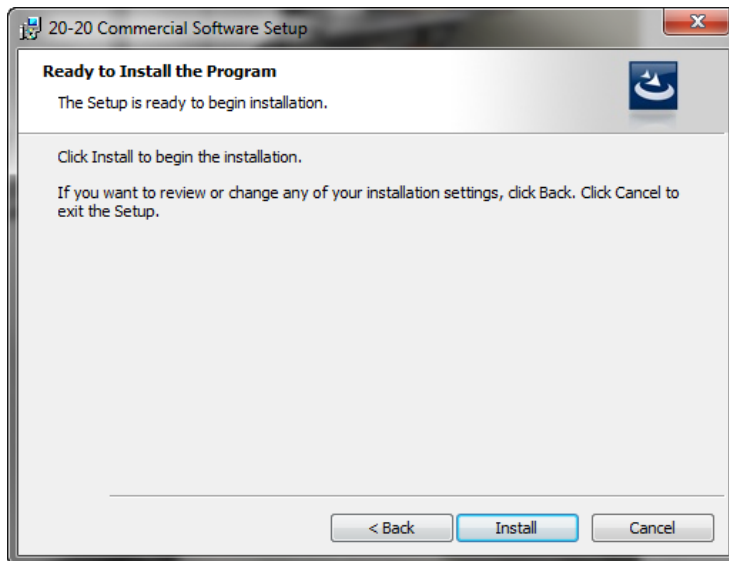 20-20 Commercial Software Setup
Ready to Install the Program
The Setup is ready to begin installation.
Click Install to begin the installation.
If you want to review or change any of your installation settings, click Back. Click Cancel to
exit the Setup.
< Back
Install
Cancel